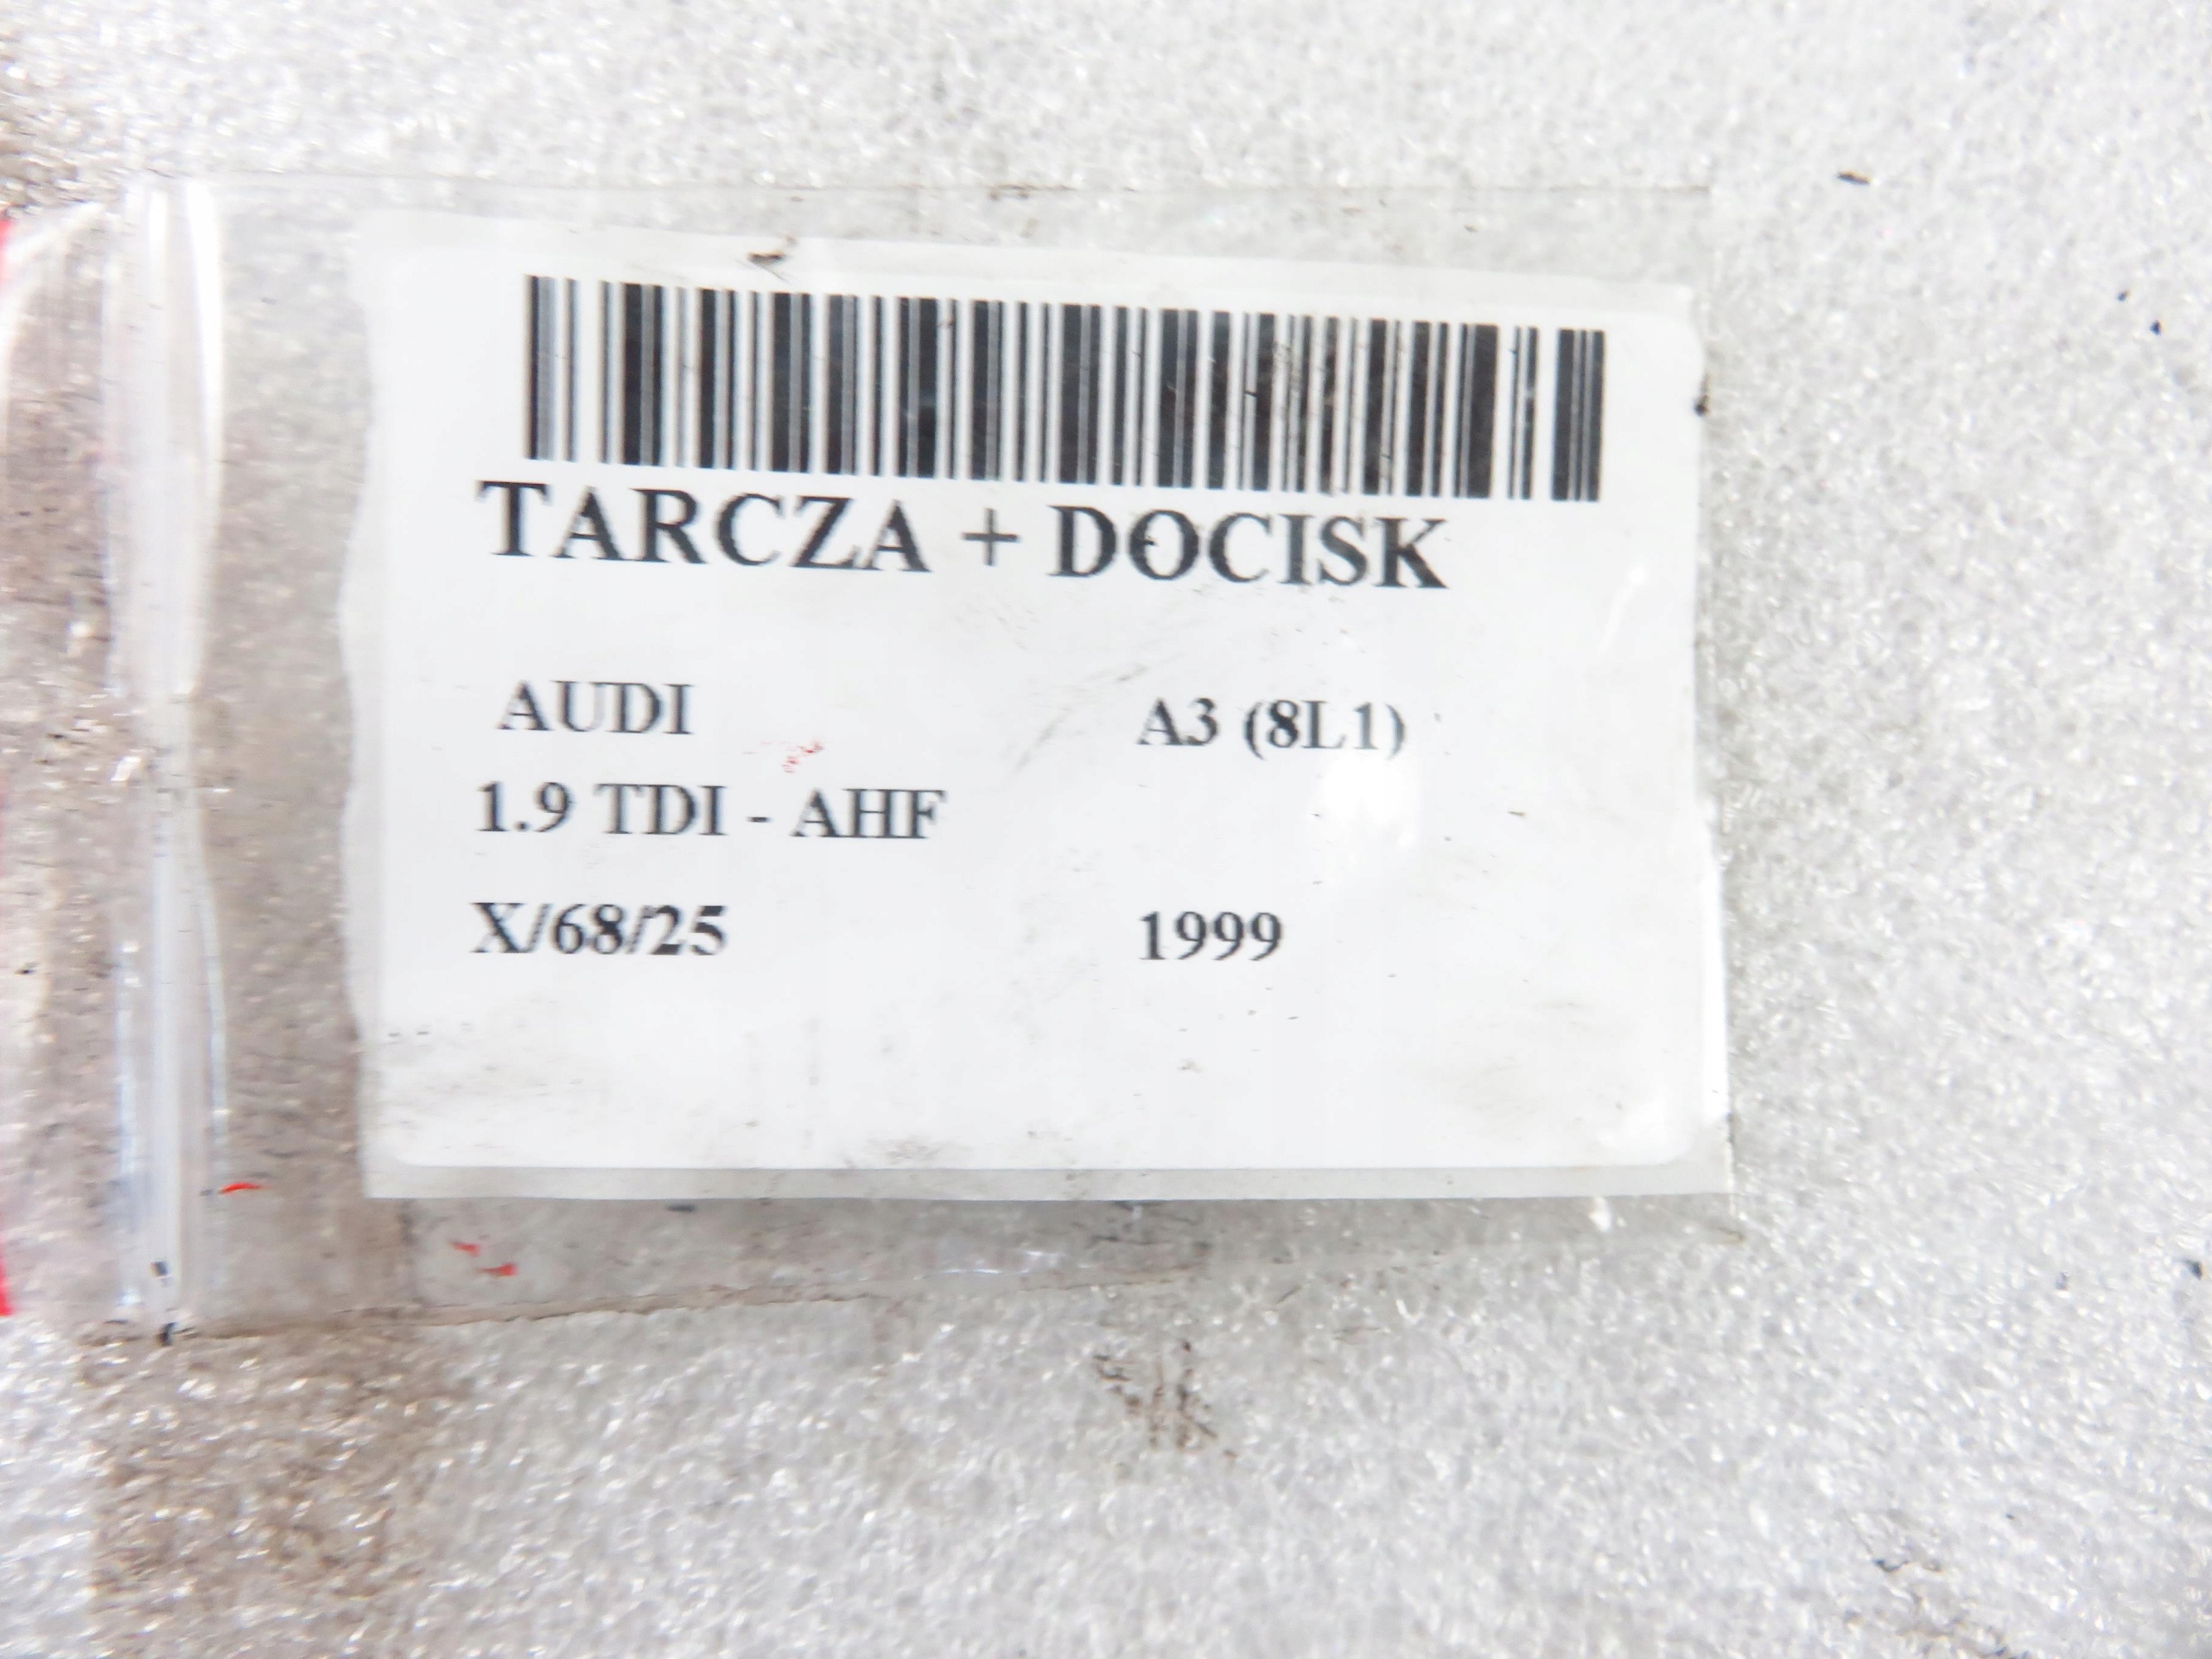 TARCZA + DOCISK
AUDI A3 (8L1)
1.9 TDI - AHF
X/68/25 1999